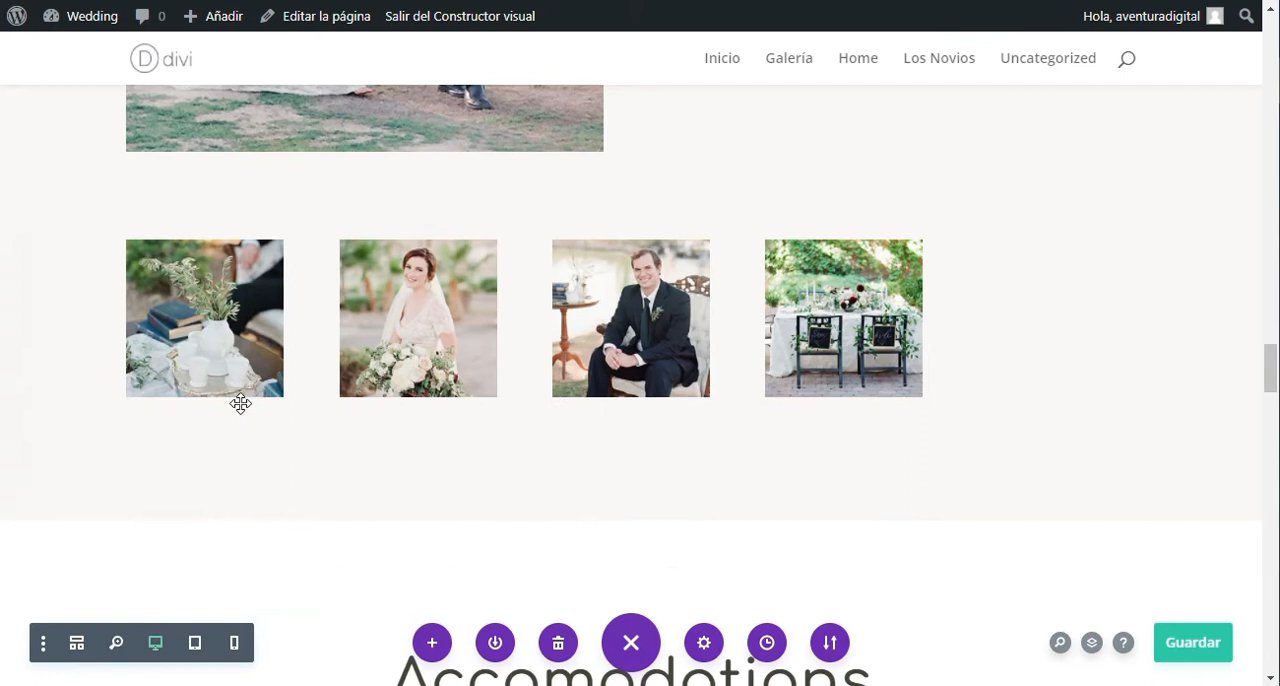 Wedding 0 Añadir Editar la página Salir del Constructor visual Hola, aventuradigital
D divi Inicio Galería Home Los Novios Uncategorized
Guardar
Accomodations